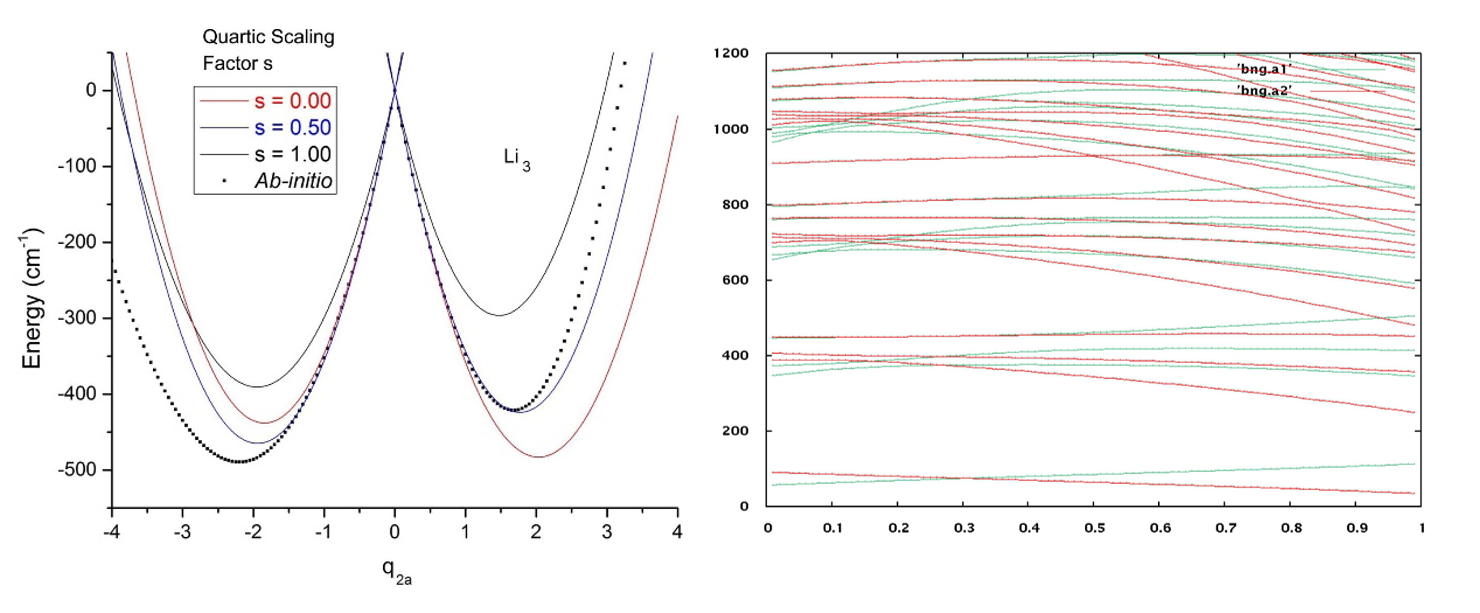 Quartic Scaling
Factor s
s = 0.00
s = 0.50
s = 1.00
Ab-initio
Li3
Energy (cm-1)
0
-100
-200
-300
-400
-500
-4 -3 -2 -1 0 1 2 3 4
q2a
1200
1000
800
600
400
200
0
'bng.a1'
'bng.a2'
0 0.1 0.2 0.3 0.4 0.5 0.6 0.7 0.8 0.9 1